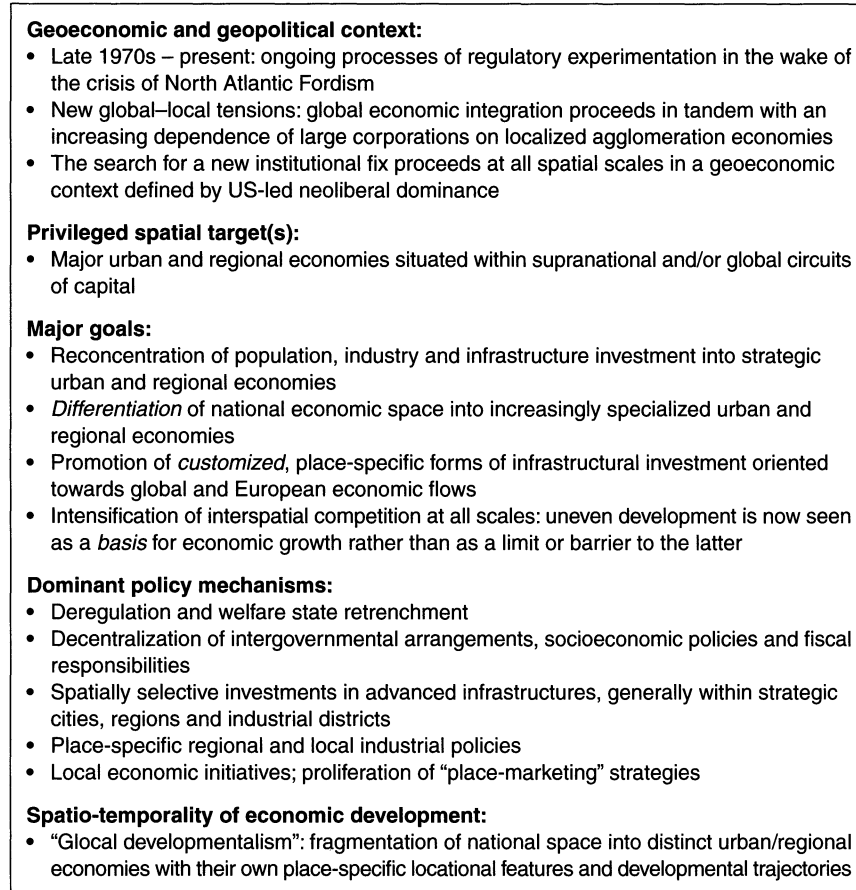 Geoeconomic and geopolitical context:
• Late 1970s – present: ongoing processes of regulatory experimentation in the wake of
the crisis of North Atlantic Fordism
• New global–local tensions: global economic integration proceeds in tandem with an
increasing dependence of large corporations on localized agglomeration economies
• The search for a new institutional fix proceeds at all spatial scales in a geoeconomic
context defined by US-led neoliberal dominance
Privileged spatial target(s):
• Major urban and regional economies situated within supranational and/or global circuits
of capital
Major goals:
• Reconcentration of population, industry and infrastructure investment into strategic
urban and regional economies
• Differentiation of national economic space into increasingly specialized urban and
regional economies
• Promotion of customized, place-specific forms of infrastructural investment oriented
towards global and European economic flows
• Intensification of interspatial competition at all scales: uneven development is now seen
as a basis for economic growth rather than as a limit or barrier to the latter
Dominant policy mechanisms:
• Deregulation and welfare state retrenchment
• Decentralization of intergovernmental arrangements, socioeconomic policies and fiscal
responsibilities
• Spatially selective investments in advanced infrastructures, generally within strategic
cities, regions and industrial districts
• Place-specific regional and local industrial policies
• Local economic initiatives; proliferation of “place-marketing” strategies
Spatio-temporality of economic development:
• “Glocal developmentalism”: fragmentation of national space into distinct urban/regional
economies with their own place-specific locational features and developmental trajectories